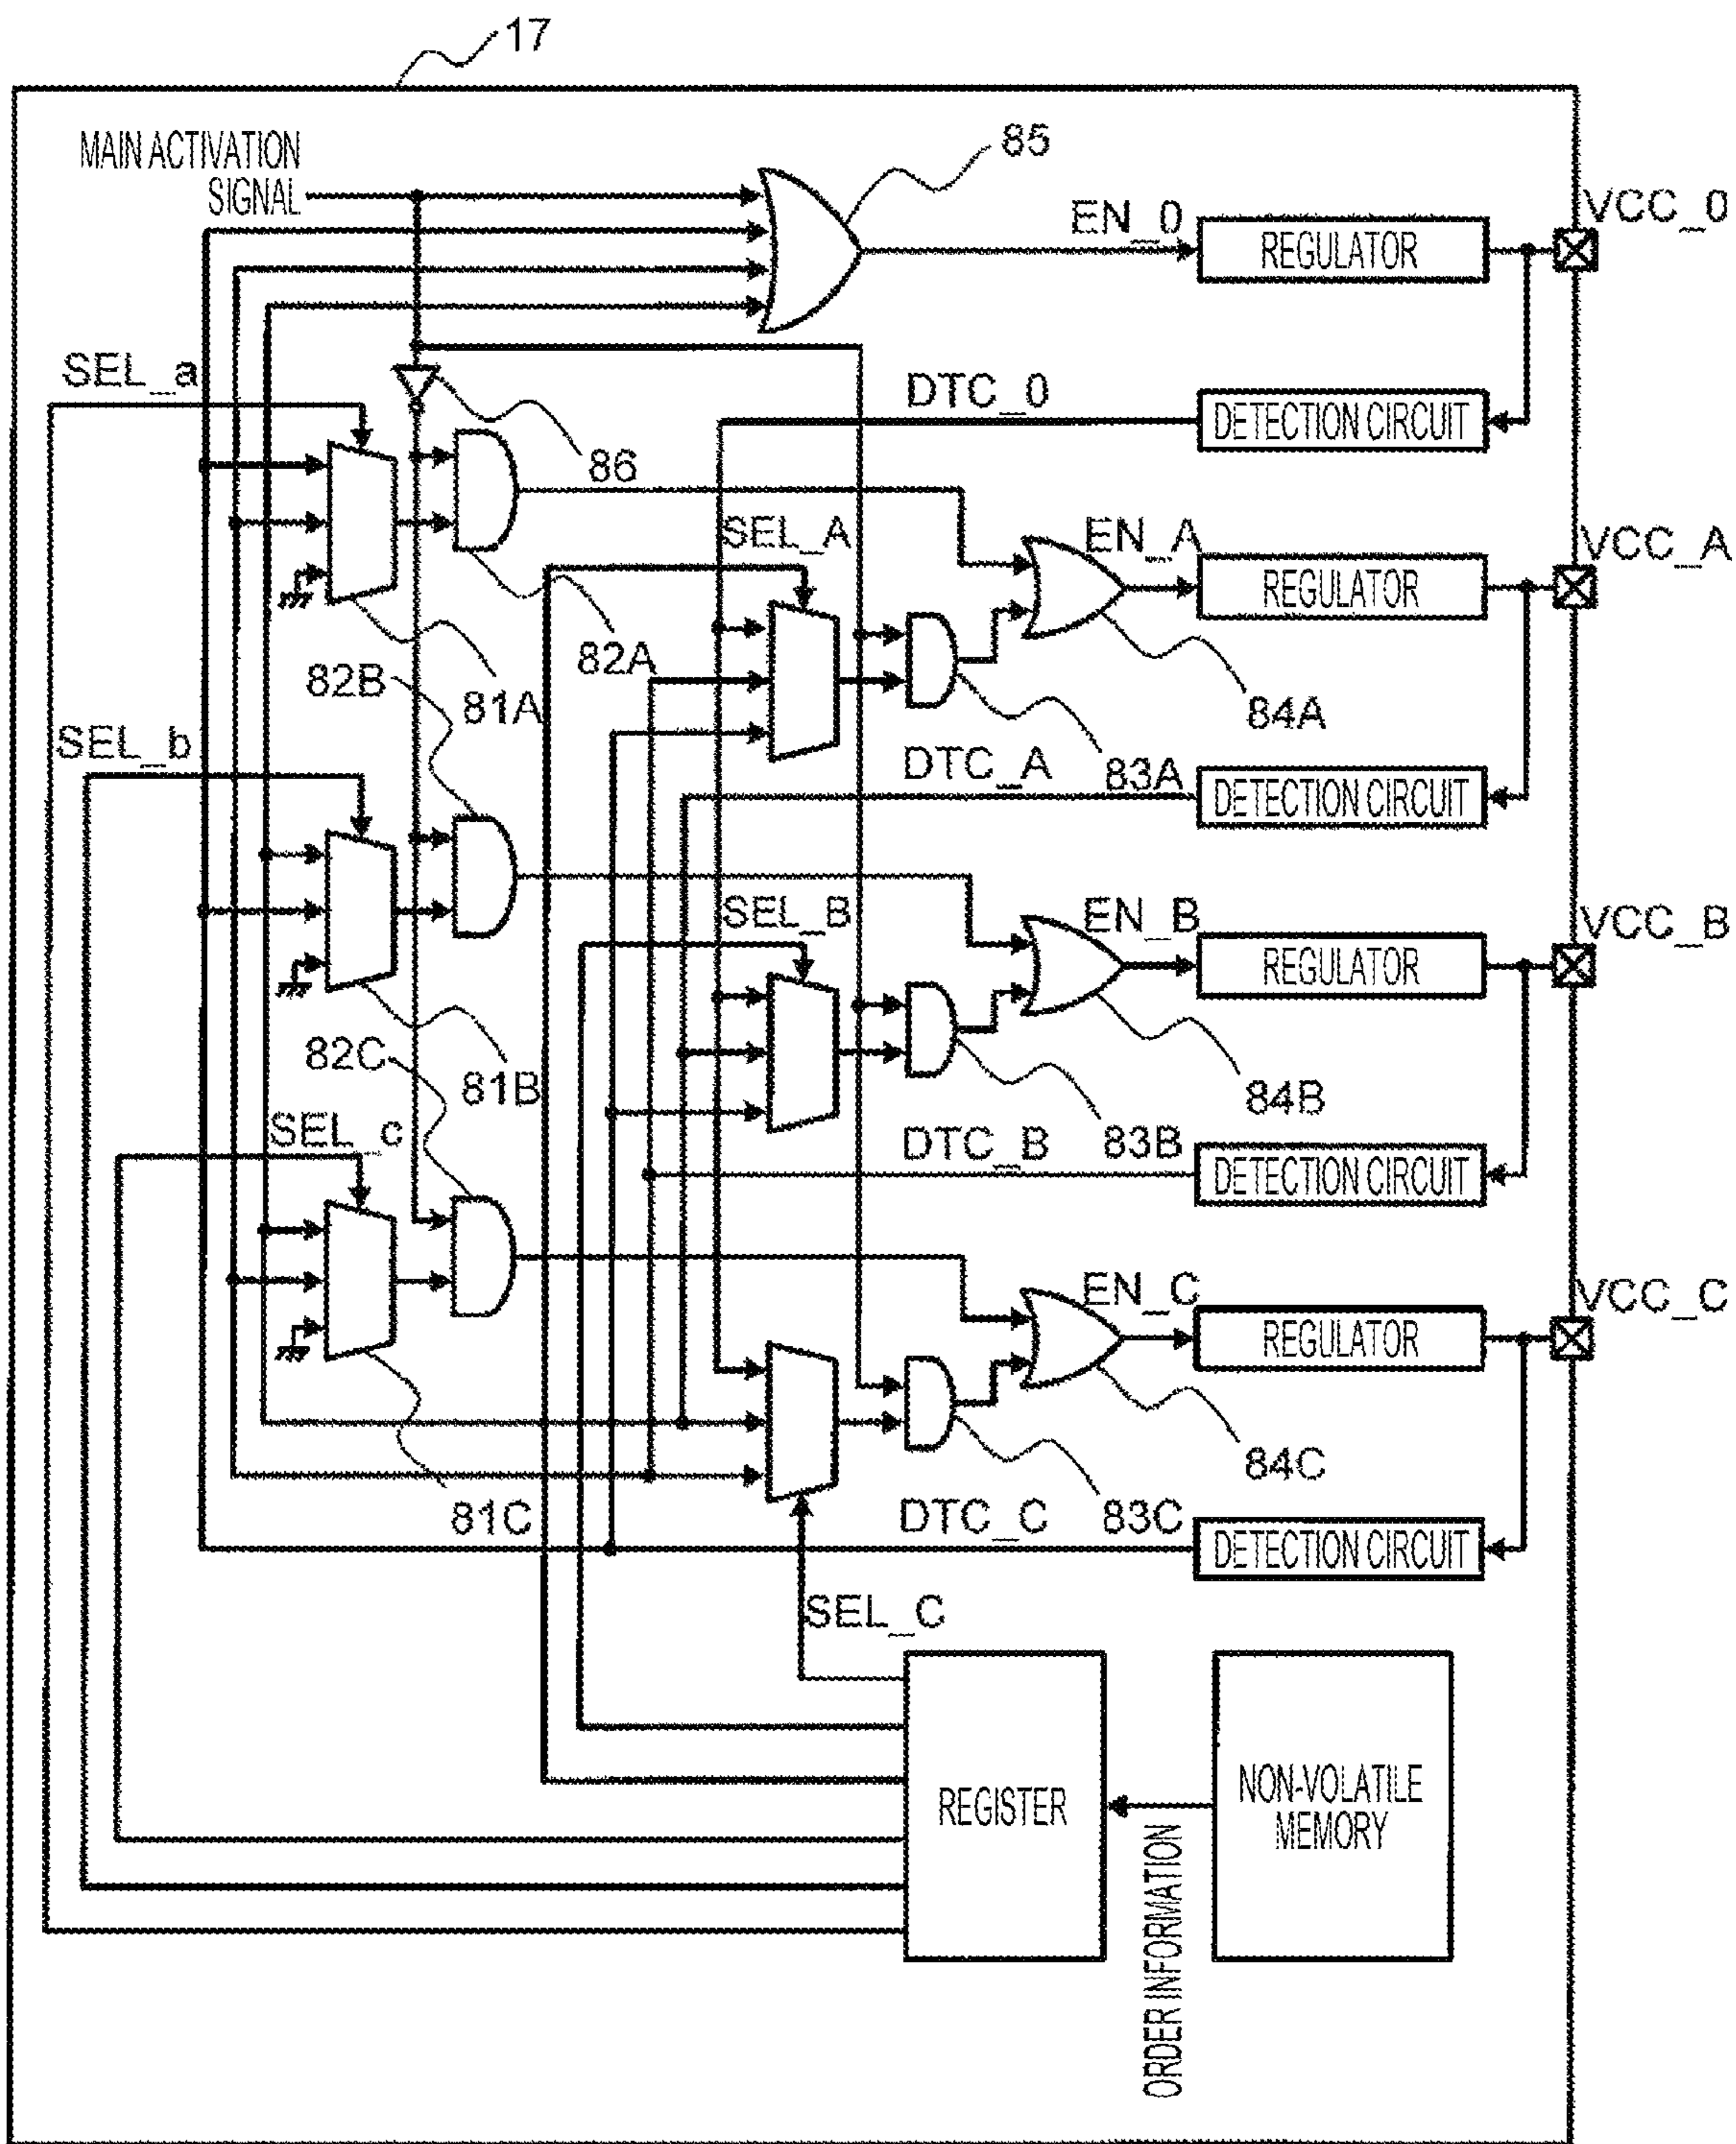 17
MAIN ACTIVATION
SIGNAL
85
EN_0
REGULATOR
VCC_0
SEL_a
DTC_0
DETECTION CIRCUIT
86
SEL_A
EN_A
REGULATOR
VCC_A
82A
82B
81A
84A
SEL_b
DTC_A
83A
DETECTION CIRCUIT
SEL_B
EN_B
REGULATOR
VCC_B
82C
81B
84B
SEL_c
DTC_B
83B
DETECTION CIRCUIT
EN_C
REGULATOR
VCC_C
84C
81C
DTC_C
83C
DETECTION CIRCUIT
SEL_C
REGISTER
ORDER INFORMATION
NON-VOLATILE
MEMORY